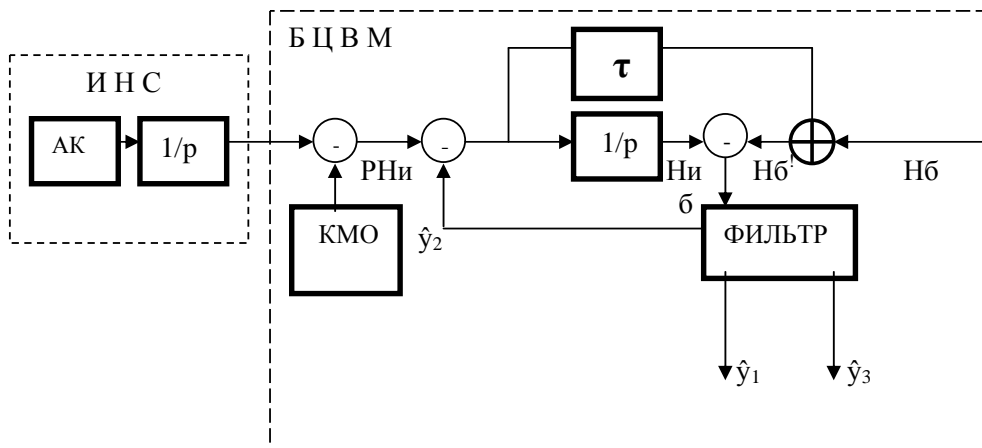 Б Ц В М
И Н С
τ
АК
1/р
-
-
1/р
-
РНи
Ни
Нб!
Нб
б
КМО
ŷ2
ФИЛЬТР
ŷ1
ŷ3